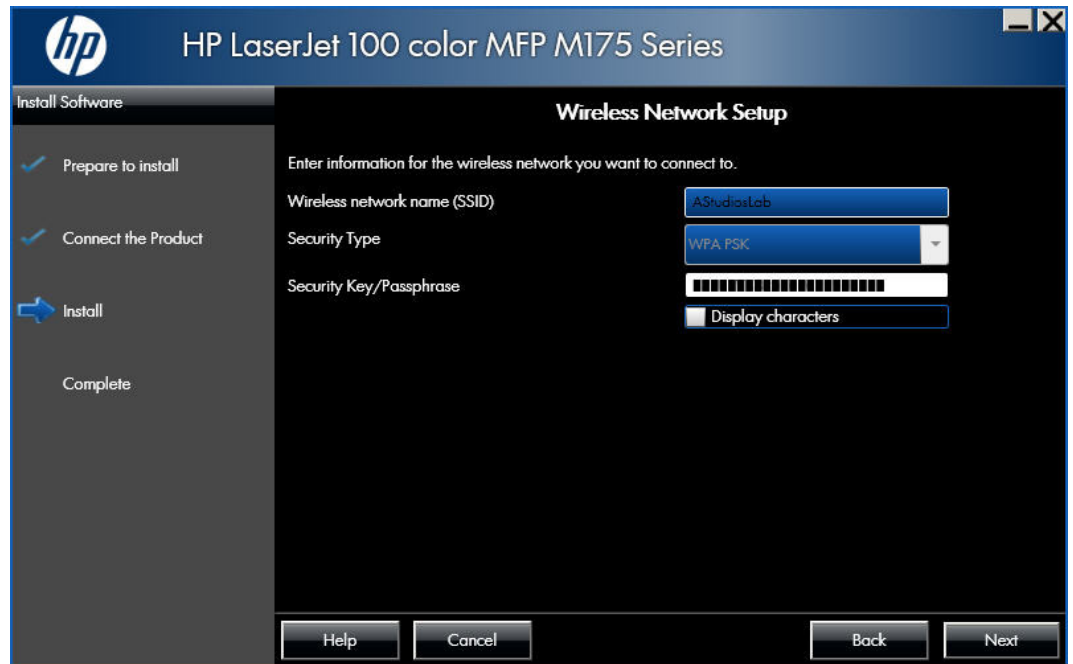 hp
HP LaserJet 100 color MFP M175 Series
Install Software
Prepare to install
Connect the Product
Install
Complete
Wireless Network Setup
Enter information for the wireless network you want to connect to.
Wireless network name (SSID) AStudiosLab
Security Type WPA PSK
Security Key/Passphrase
Display characters
Help Cancel Back Next